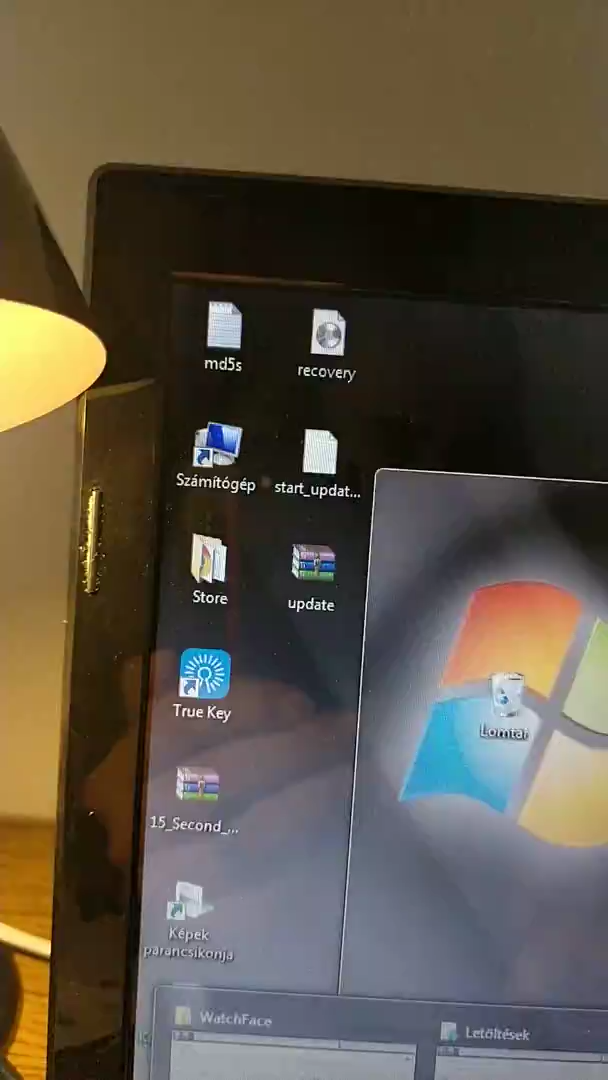 md5s
recovery
Számítógép
start_updat...
Store
update
True Key
Lomtár
15_Second_...
Képek
parancsikonja
WatchFace
Letöltések